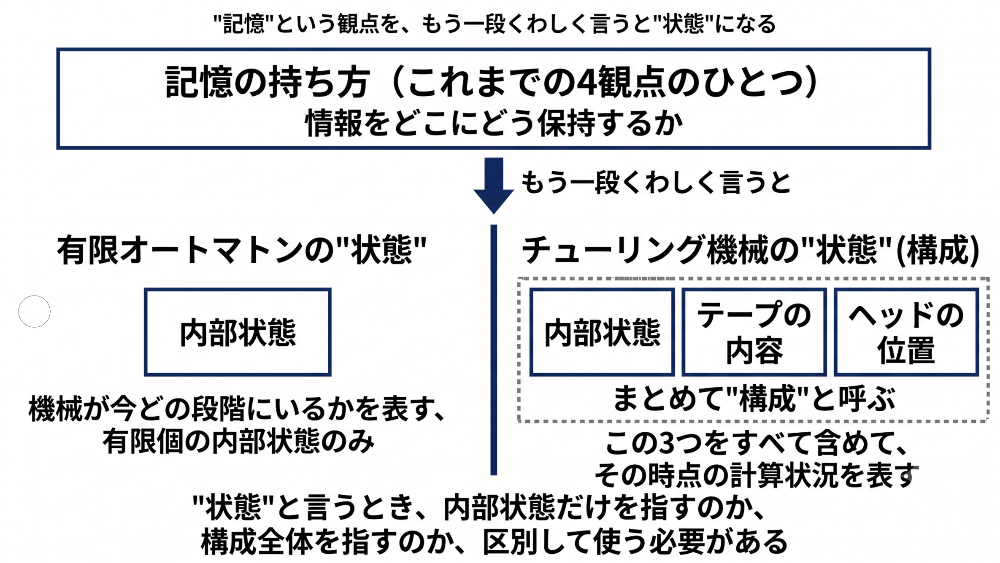 "記憶"という観点を、もう一段くわしく言うと"状態"になる
記憶の持ち方（これまでの4観点のひとつ）
情報をどこにどう保持するか
もう一段くわしく言うと
有限オートマトンの"状態"
内部状態
機械が今どの段階にいるかを表す、
有限個の内部状態のみ
チューリング機械の"状態"(構成)
内部状態
テープの
内容
ヘッドの
位置
まとめて"構成"と呼ぶ
この3つをすべて含めて、
その時点の計算状況を表す
"状態"と言うとき、内部状態だけを指すのか、
構成全体を指すのか、区別して使う必要がある